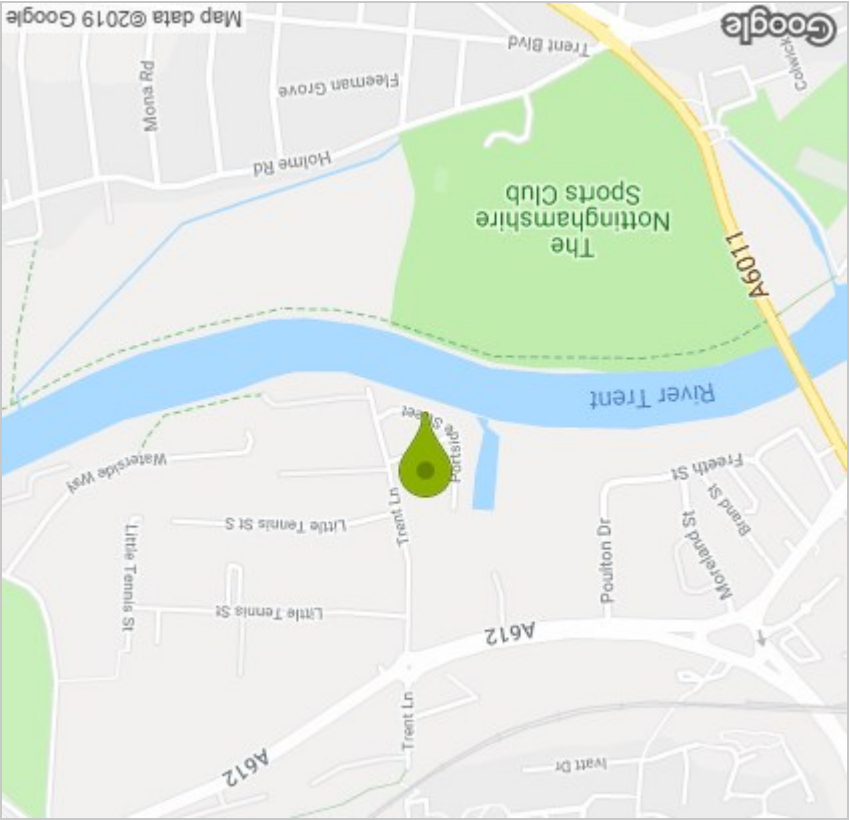 Ivatt Dr
A612
Trent Ln
A612
Little Tennis St
Little Tennis St
Moreland St
Poulton Dr
Brand St
Trent Ln
Little Tennis St S
Freeth St
Portside Street
Waterside Way
River Trent
A6011
The
Nottinghamshire
Sports Club
Holme Rd
Mona Rd
Fleeman Grove
Colwick
Trent Blvd
Google
Map data ©2019 Google